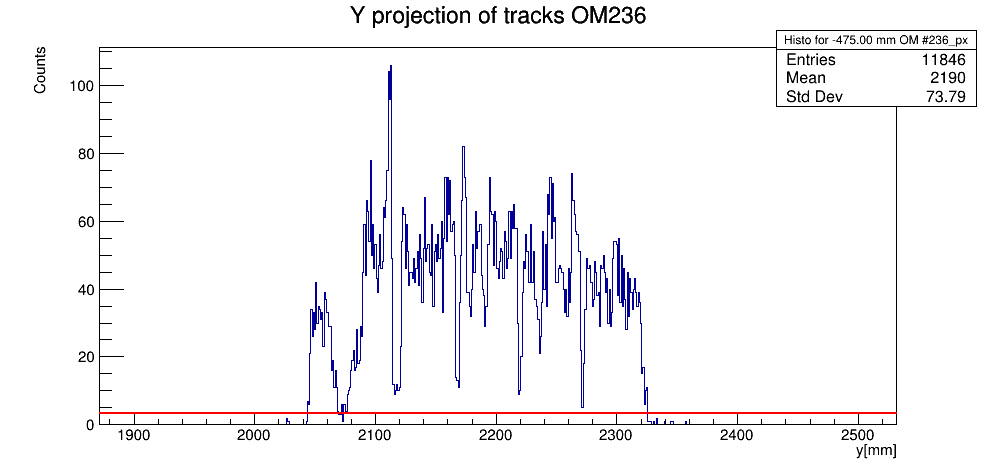 Y projection of tracks OM236
Histo for -475.00 mm OM #236_px
Entries 11846
Mean 2190
Std Dev 73.79
Counts
100
80
60
40
20
0
1900 2000 2100 2200 2300 2400 2500
y[mm]